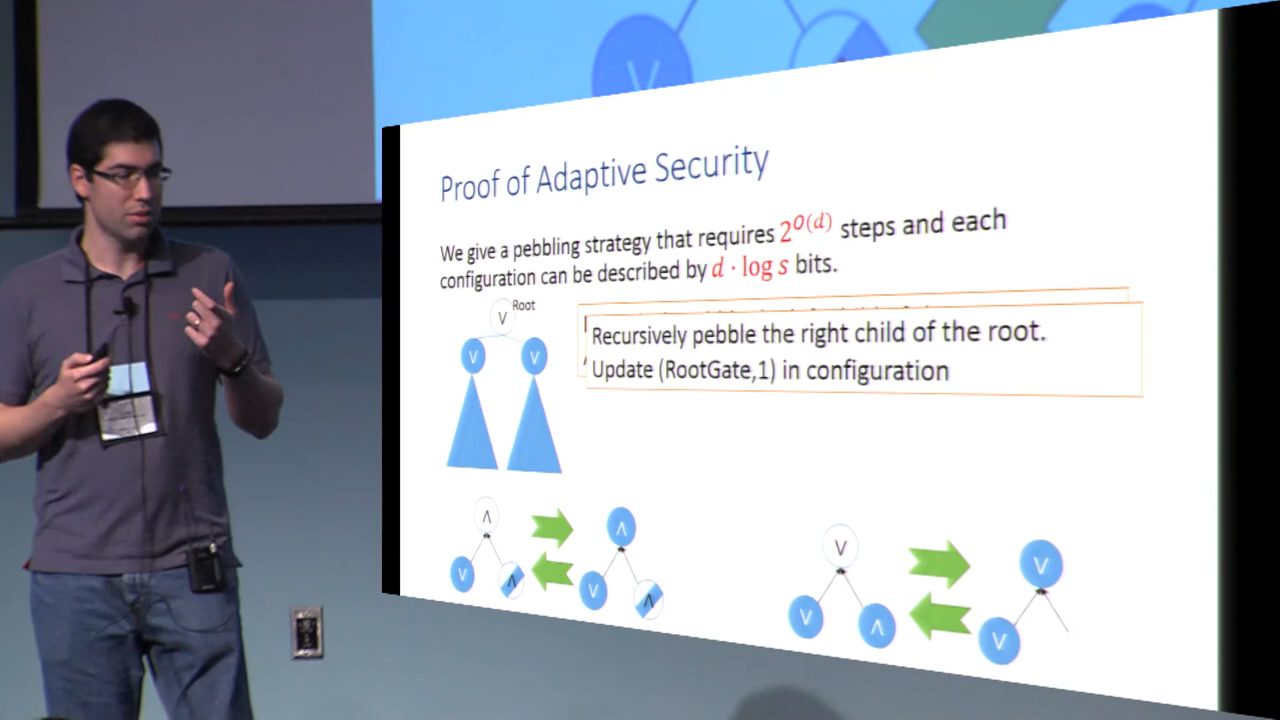 V
Proof of Adaptive Security
We give a pebbling strategy that requires 2^O(d) steps and each
configuration can be described by d · log s bits.
Root
V
V V
Recursively pebble the right child of the root.
Update (RootGate,1) in configuration
Λ Λ V V
V Λ V Λ V Λ V